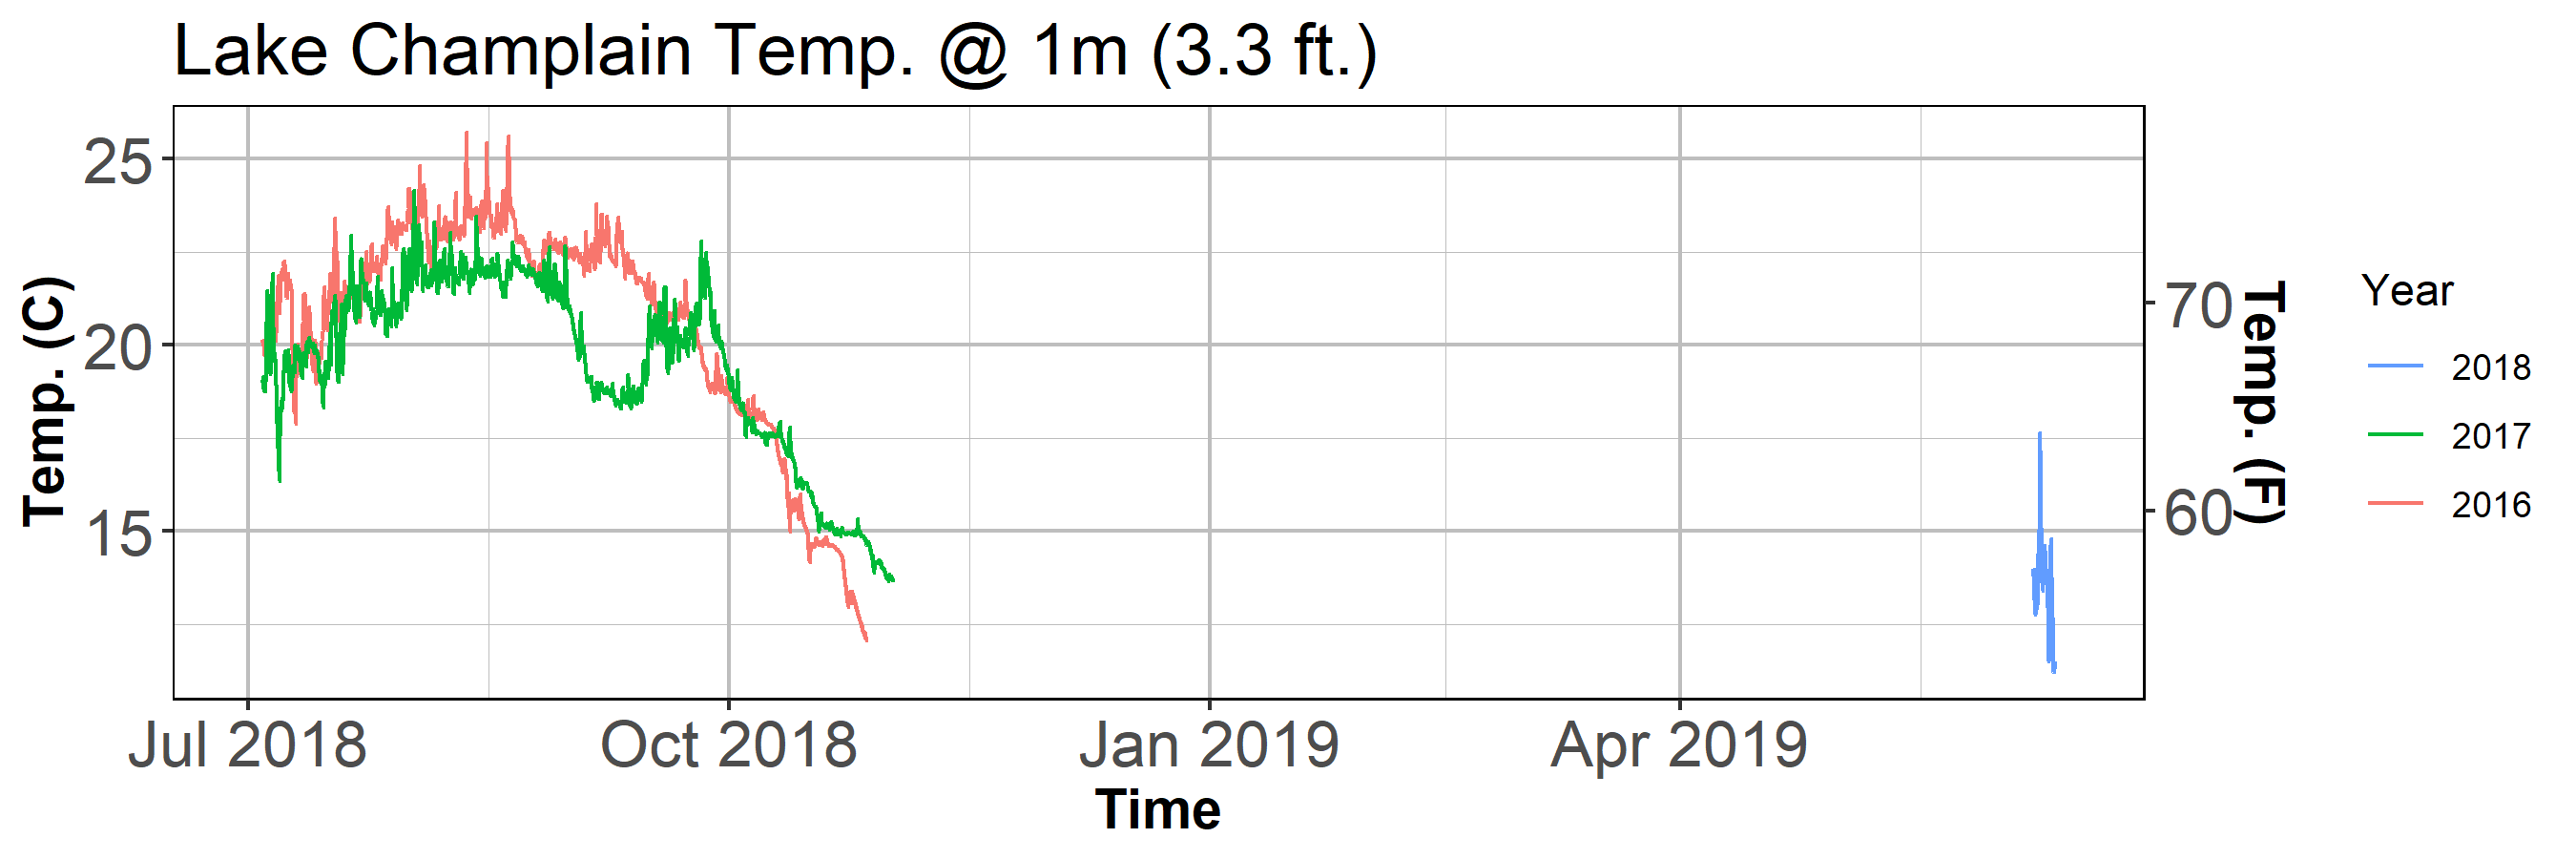 Lake Champlain Temp. @ 1m (3.3 ft.)
Temp. (C)
25
20
15
70
60
Temp. (F)
Jul 2018
Oct 2018
Jan 2019
Apr 2019
Time
Year
2018
2017
2016